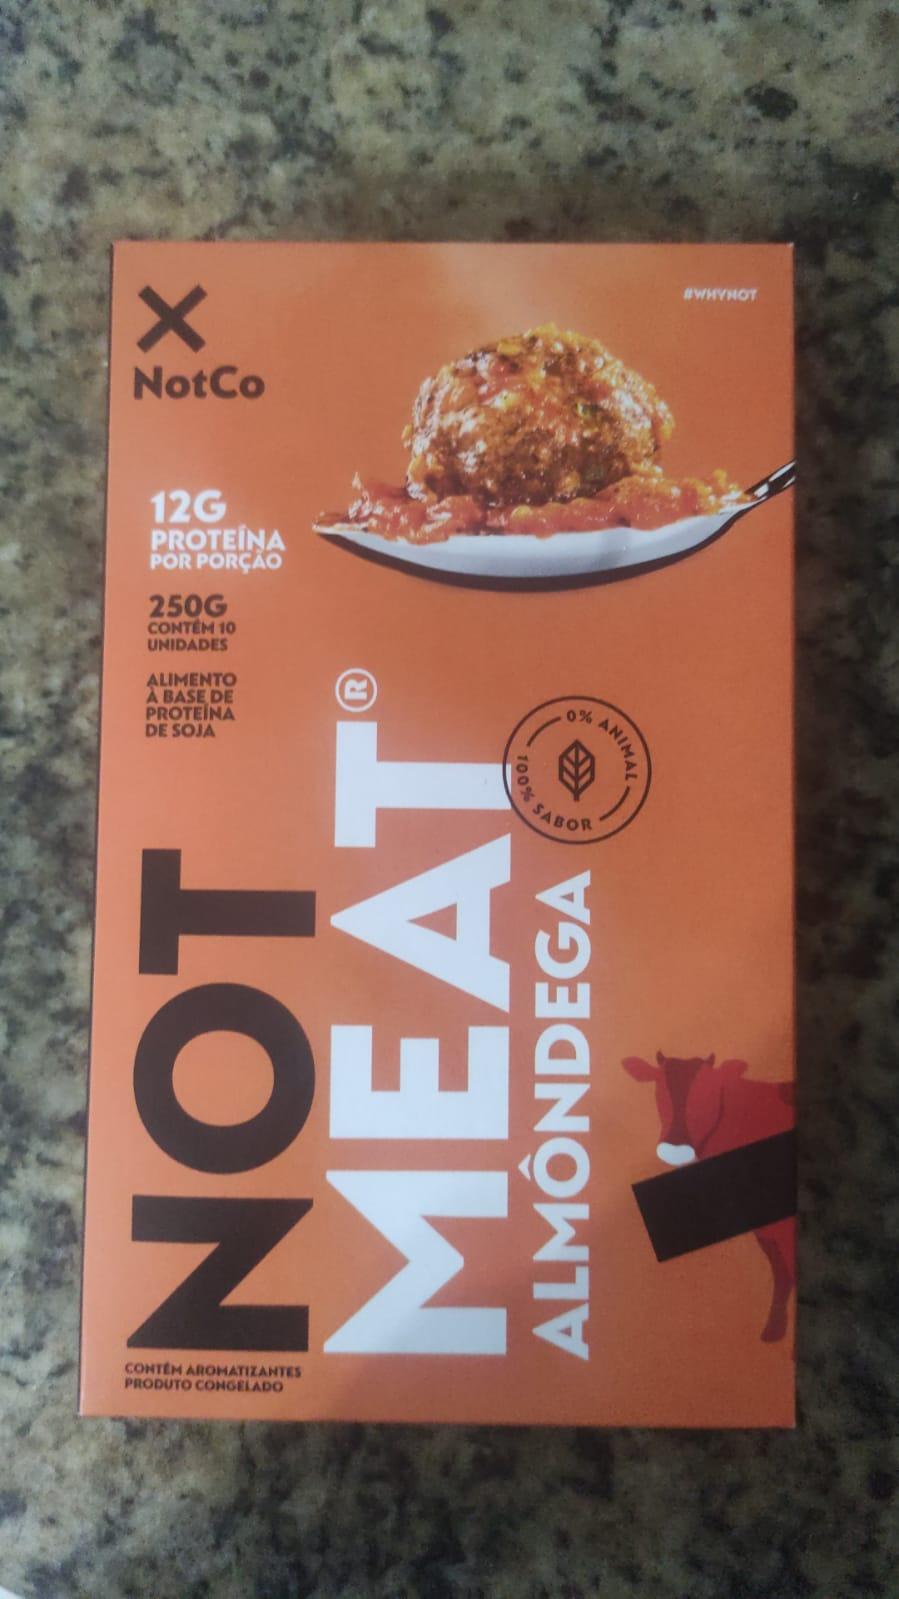 NotCo
#WHYNOT
12G
PROTEÍNA
POR PORÇÃO
250G
CONTÉM 10
UNIDADES
ALIMENTO
À BASE DE
PROTEÍNA
DE SOJA
NOT
MEAT®
ALMÔNDEGA
0% ANIMAL
100% SABOR
CONTÉM AROMATIZANTES
PRODUTO CONGELADO